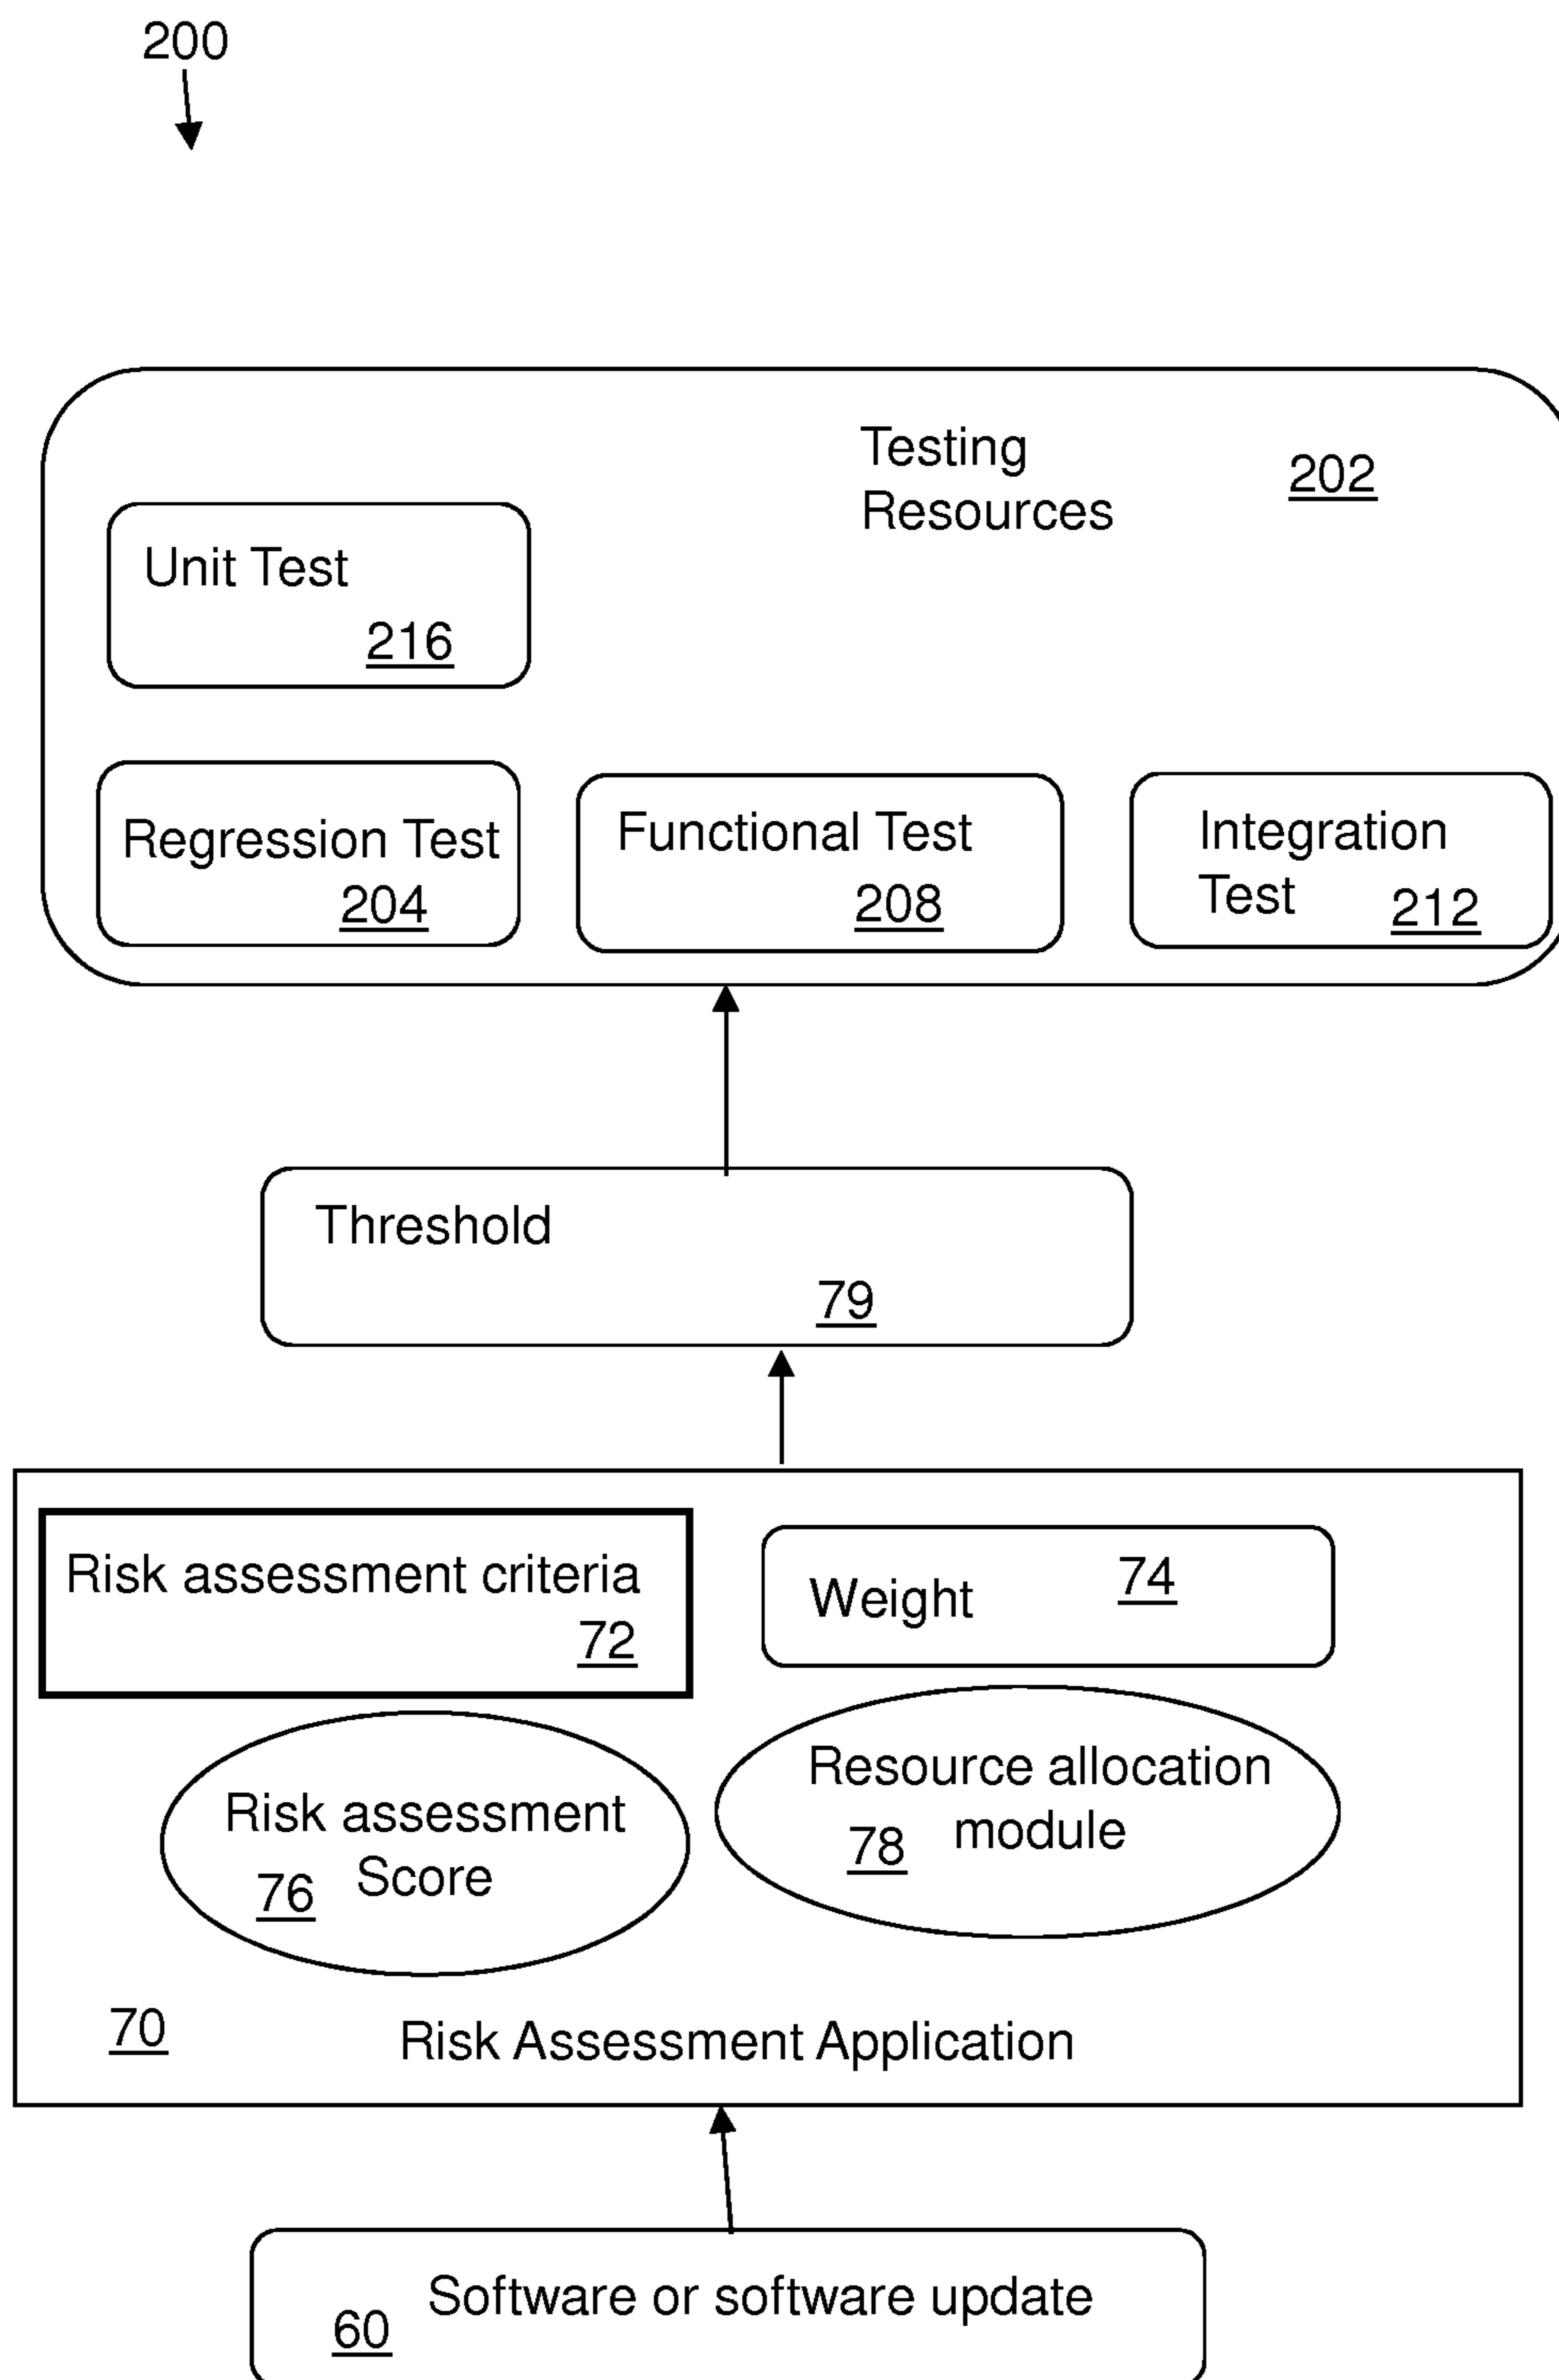 200
Testing
Resources
202
Unit Test
216
Regression Test
204
Functional Test
208
Integration
Test
212
Threshold
79
Risk assessment criteria
72
Weight
74
Risk assessment
Score
76
Resource allocation
module
78
70
Risk Assessment Application
Software or software update
60